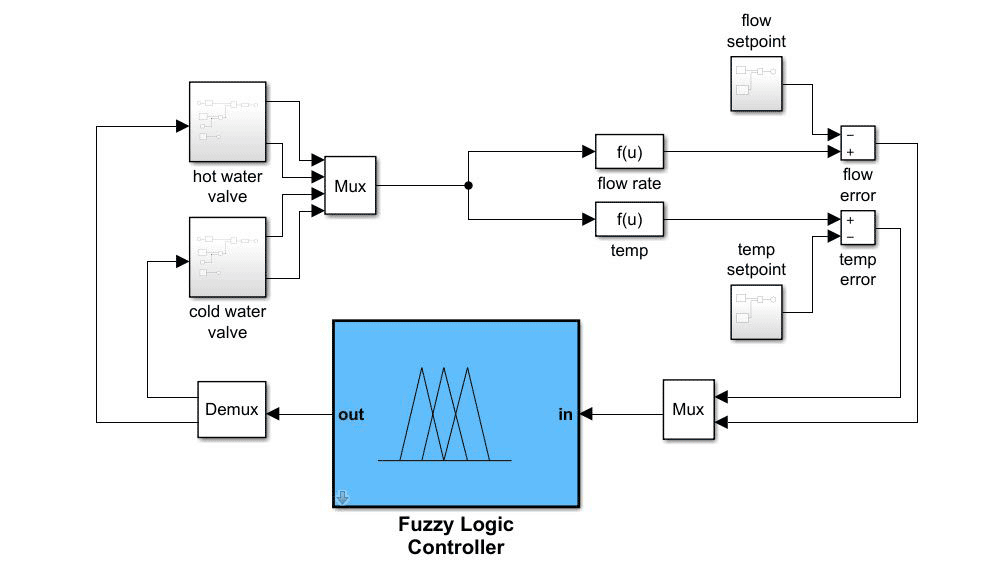 flow
setpoint
−
+
f(u)
flow rate
flow
error
hot water
valve
Mux
f(u)
temp
+
−
temp
error
temp
setpoint
cold water
valve
Demux
out
in
Mux
Fuzzy Logic
Controller